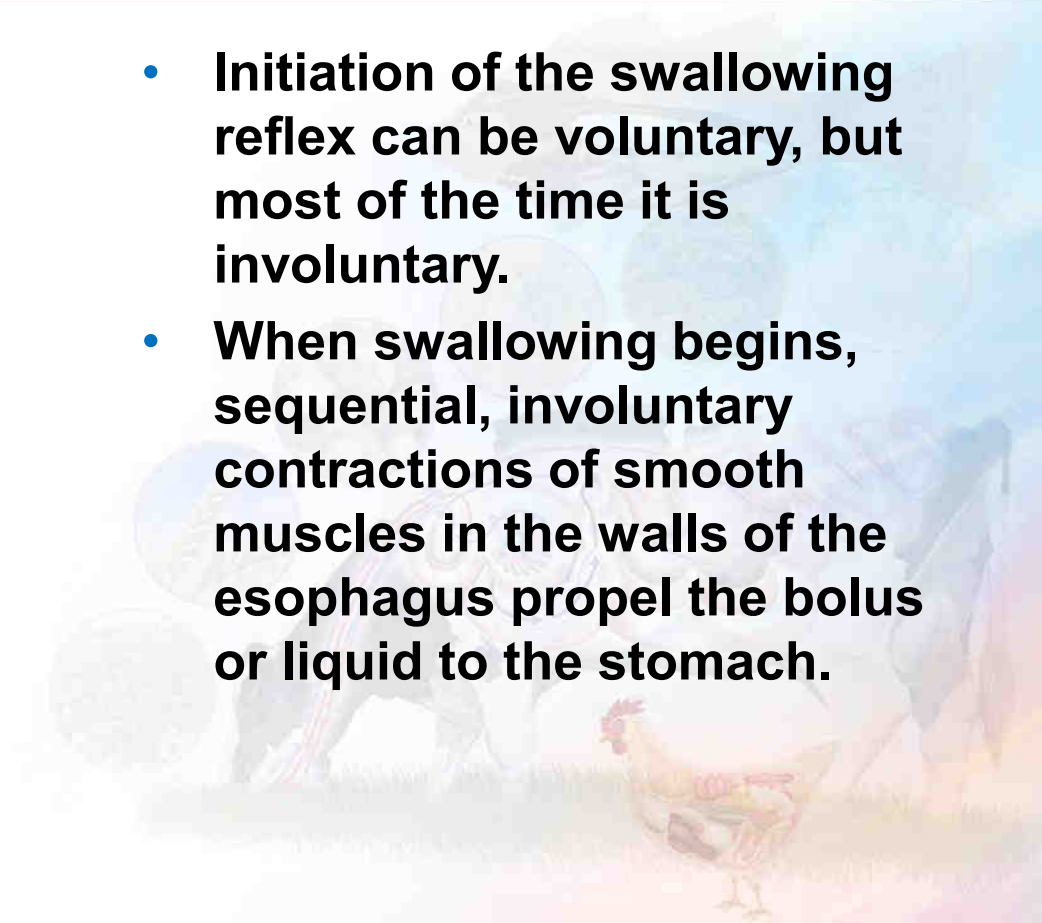 • Initiation of the swallowing
reflex can be voluntary, but
most of the time it is
involuntary.
• When swallowing begins,
sequential, involuntary
contractions of smooth
muscles in the walls of the
esophagus propel the bolus
or liquid to the stomach.